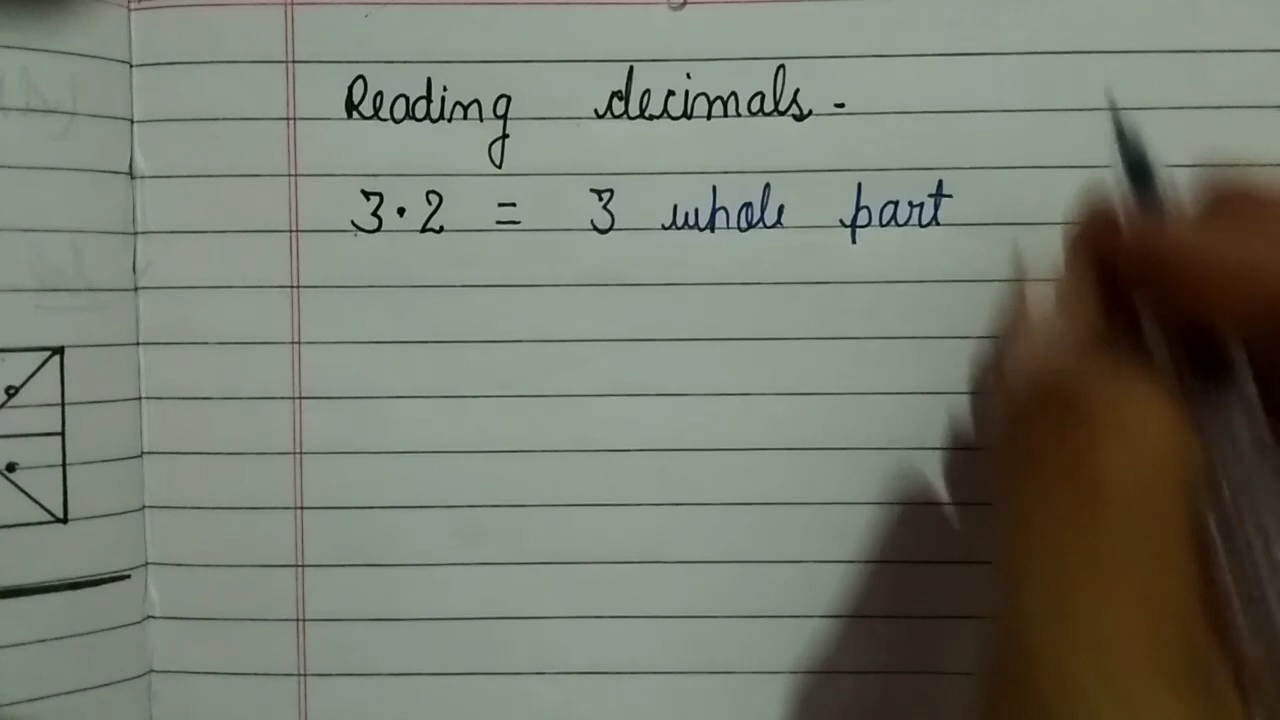 Reading decimals -
3.2 = 3 whole part